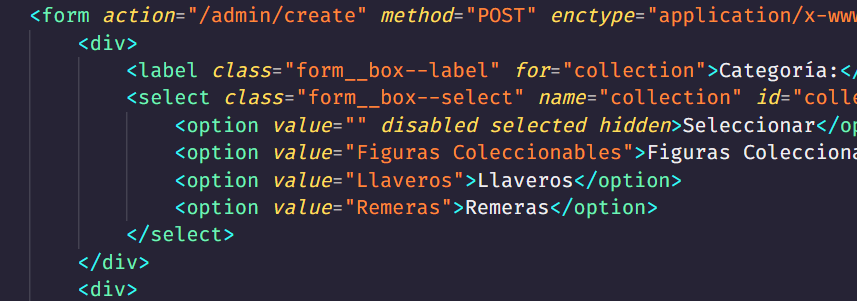 <form action="/admin/create" method="POST" enctype="application/x-www
<div>
<label class="form__box--label" for="collection">Categoría:</
<select class="form__box--select" name="collection" id="colle
<option value="" disabled selected hidden>Seleccionar</op
<option value="Figuras Coleccionables">Figuras Colecciona
<option value="Llaveros">Llaveros</option>
<option value="Remeras">Remeras</option>
</select>
</div>
<div>